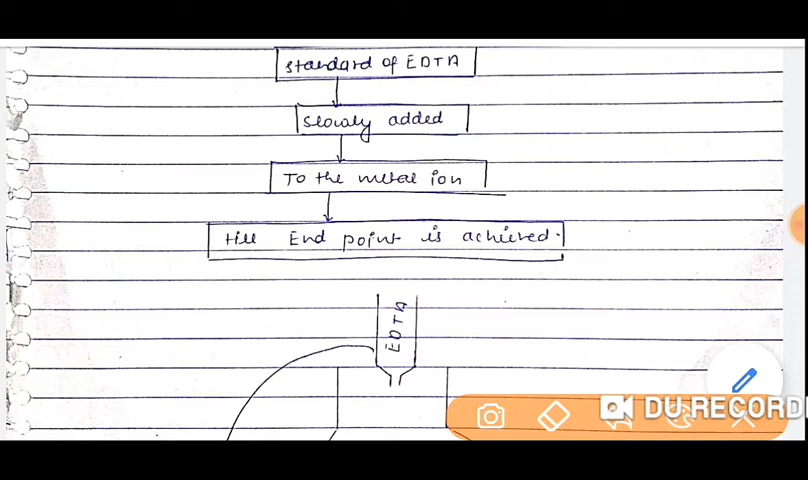 standard of EDTA
slowly added
To the metal ion
till End point is achieved.
EDTA
DU RECORD